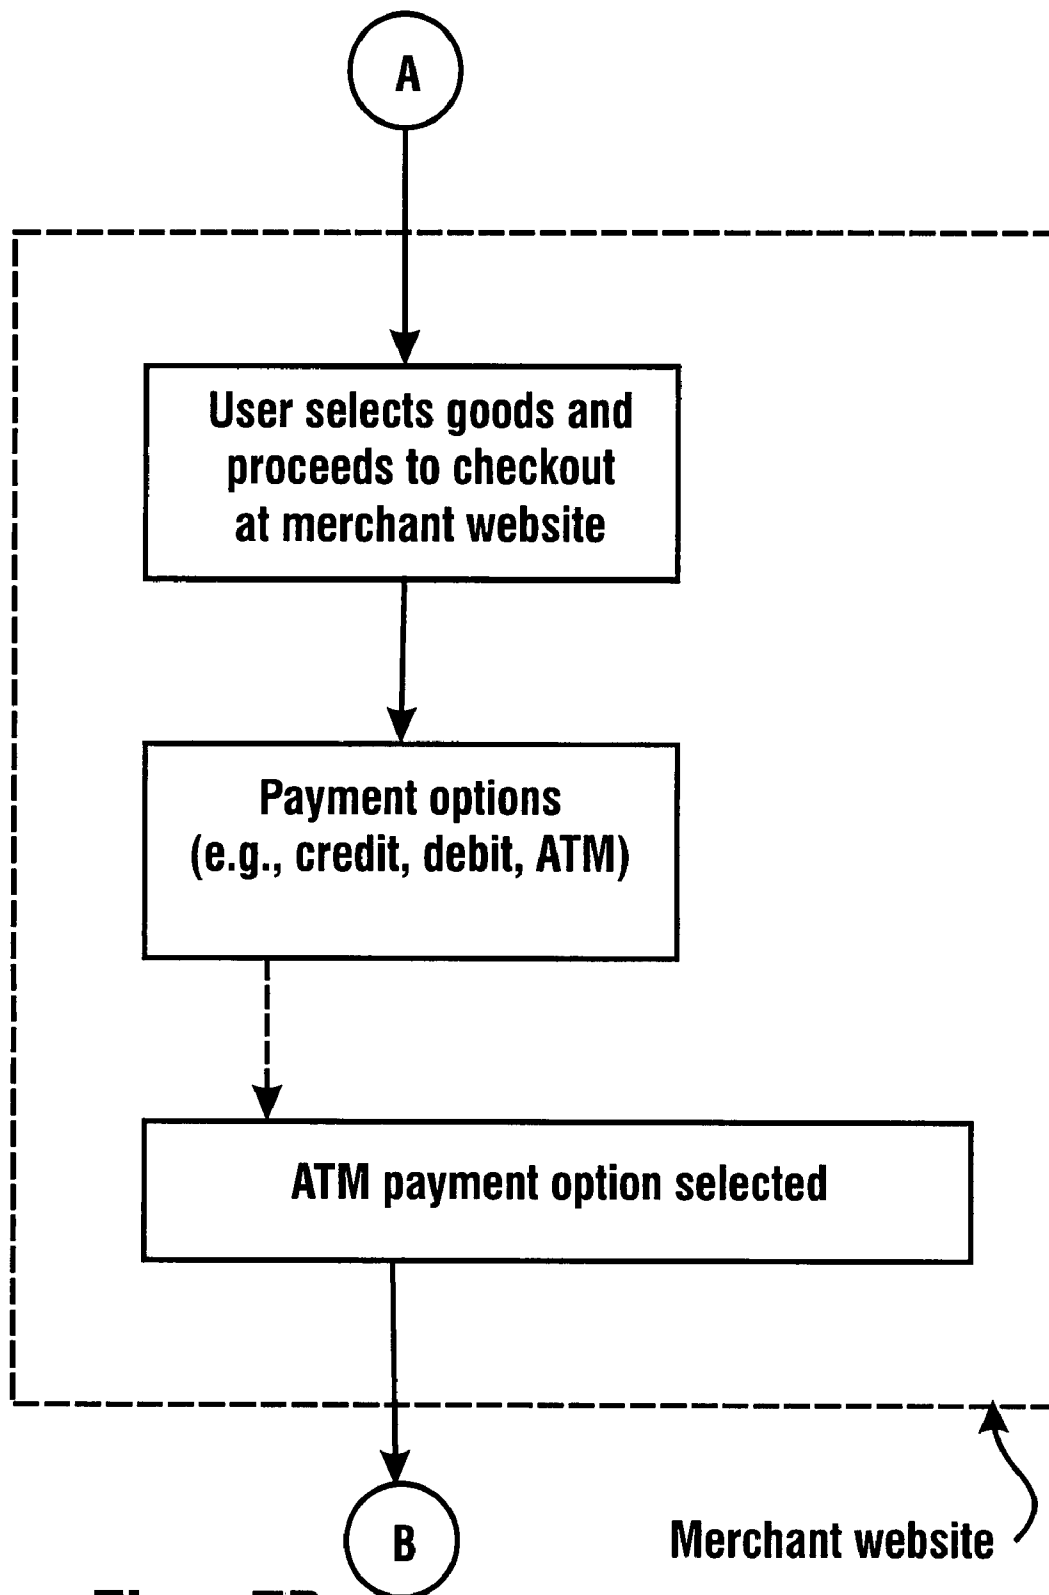 A
User selects goods and
proceeds to checkout
at merchant website
Payment options
(e.g., credit, debit, ATM)
ATM payment option selected
B
Merchant website